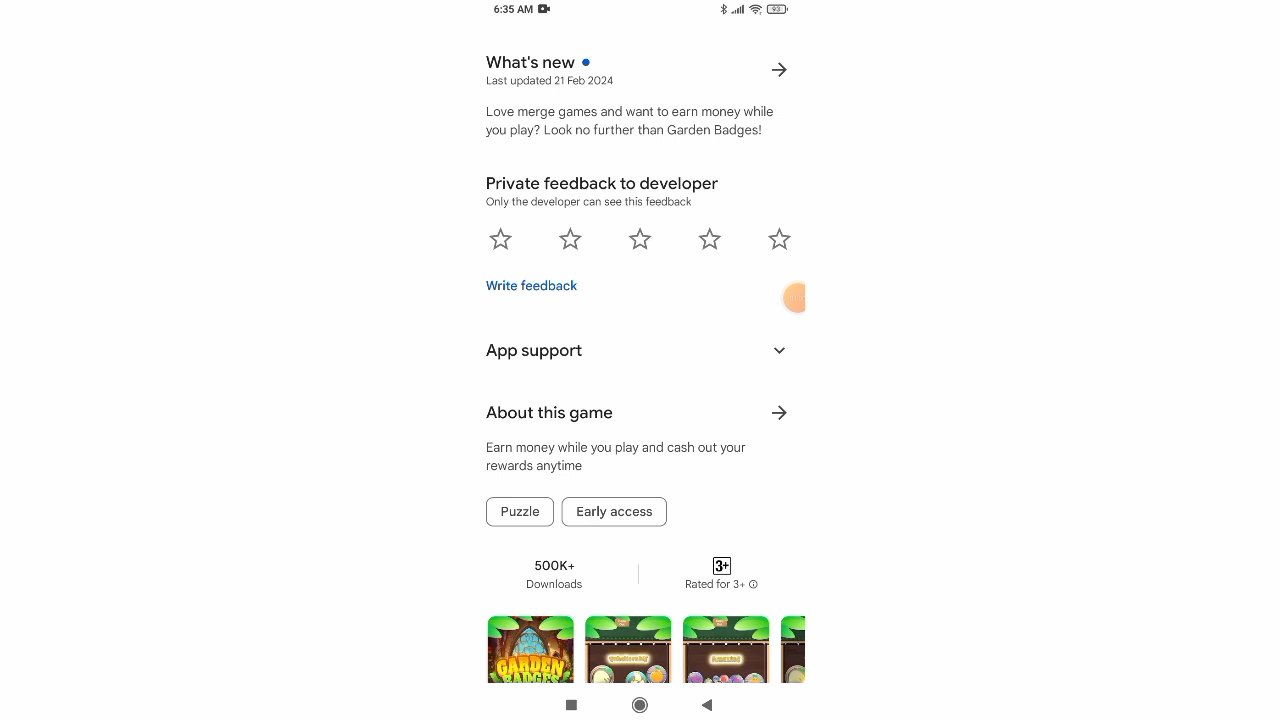 6:35 AM
93
What's new
Last updated 21 Feb 2024
Love merge games and want to earn money while
you play? Look no further than Garden Badges!
Private feedback to developer
Only the developer can see this feedback
Write feedback
App support
About this game
Earn money while you play and cash out your
rewards anytime
Puzzle
Early access
500K+
Downloads
3+
Rated for 3+
GARDEN
BADGES